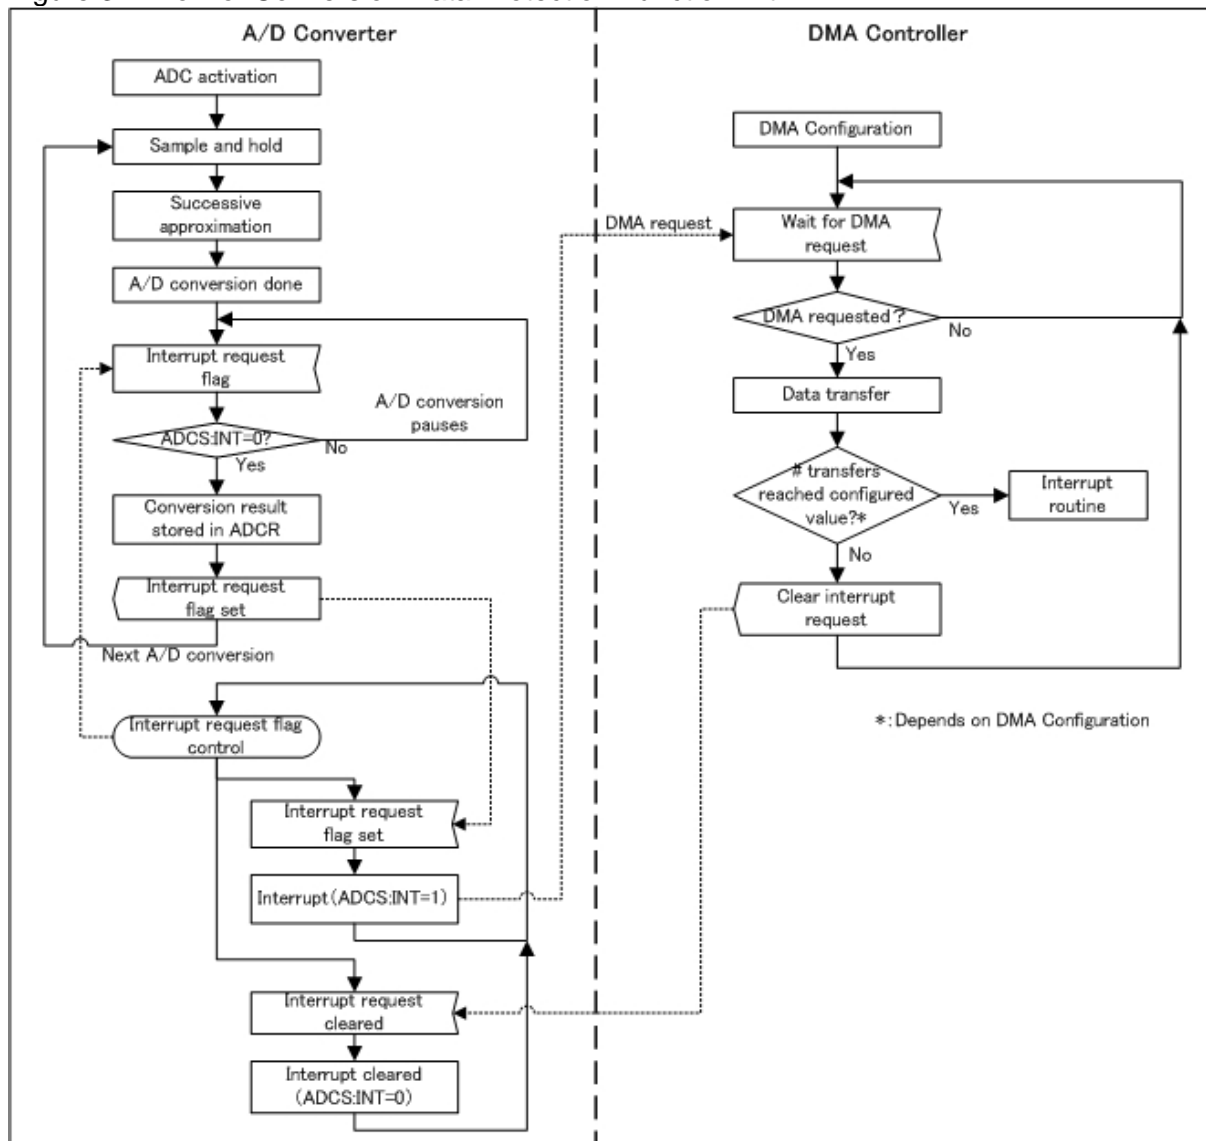 A/D Converter
ADC activation
Sample and hold
Successive
approximation
A/D conversion done
Interrupt request
flag
A/D conversion
pauses
ADCS:INT=0?
No
Yes
Conversion result
stored in ADCR
Interrupt request
flag set
Next A/D conversion
Interrupt request flag
control
Interrupt request
flag set
Interrupt(ADCS:INT=1)
Interrupt request
cleared
Interrupt cleared
(ADCS:INT=0)
DMA Controller
DMA Configuration
DMA request
Wait for DMA
request
DMA requested?
No
Yes
Data transfer
# transfers
reached configured
value?*
Yes
Interrupt
routine
No
Clear interrupt
request
*:Depends on DMA Configuration